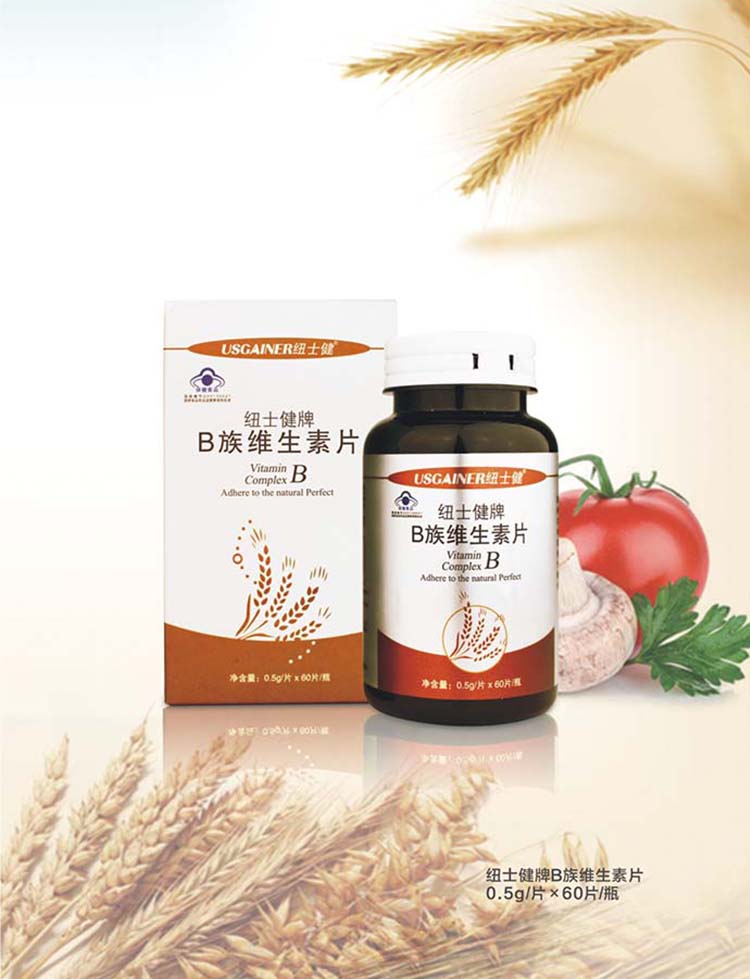 USGAINER纽士健®
保健食品
纽士健牌
B族维生素片
Vitamin
Complex B
Adhere to the natural Perfect
净含量：0.5g/片 x 60片/瓶
USGAINER纽士健®
纽士健牌
B族维生素片
Vitamin
Complex B
Adhere to the natural Perfect
净含量：0.5g/片 x 60片/瓶
纽士健牌B族维生素片
0.5g/片×60片/瓶